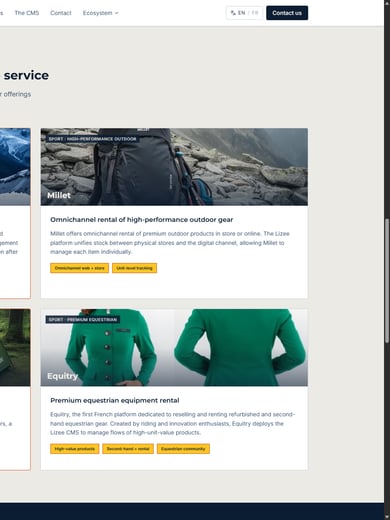 s The CMS Contact Ecosystem EN / FR Contact us
service
r offerings
SPORT · HIGH-PERFORMANCE OUTDOOR
MILLET
Millet
Omnichannel rental of high-performance outdoor gear
Millet offers omnichannel rental of premium outdoor products in store or online. The Lizee
platform unifies stock between physical stores and the digital channel, allowing Millet to
manage each item individually.
Omnichannel web + store Unit-level tracking
d
gement
n after
SPORT · PREMIUM EQUESTRIAN
Equitry
Premium equestrian equipment rental
Equitry, the first French platform dedicated to reselling and renting refurbished and second-
hand equestrian gear. Created by riding and innovation enthusiasts, Equitry deploys the
Lizee CMS to manage flows of high-unit-value products.
High-value products Second-hand + rental Equestrian community
rs, a